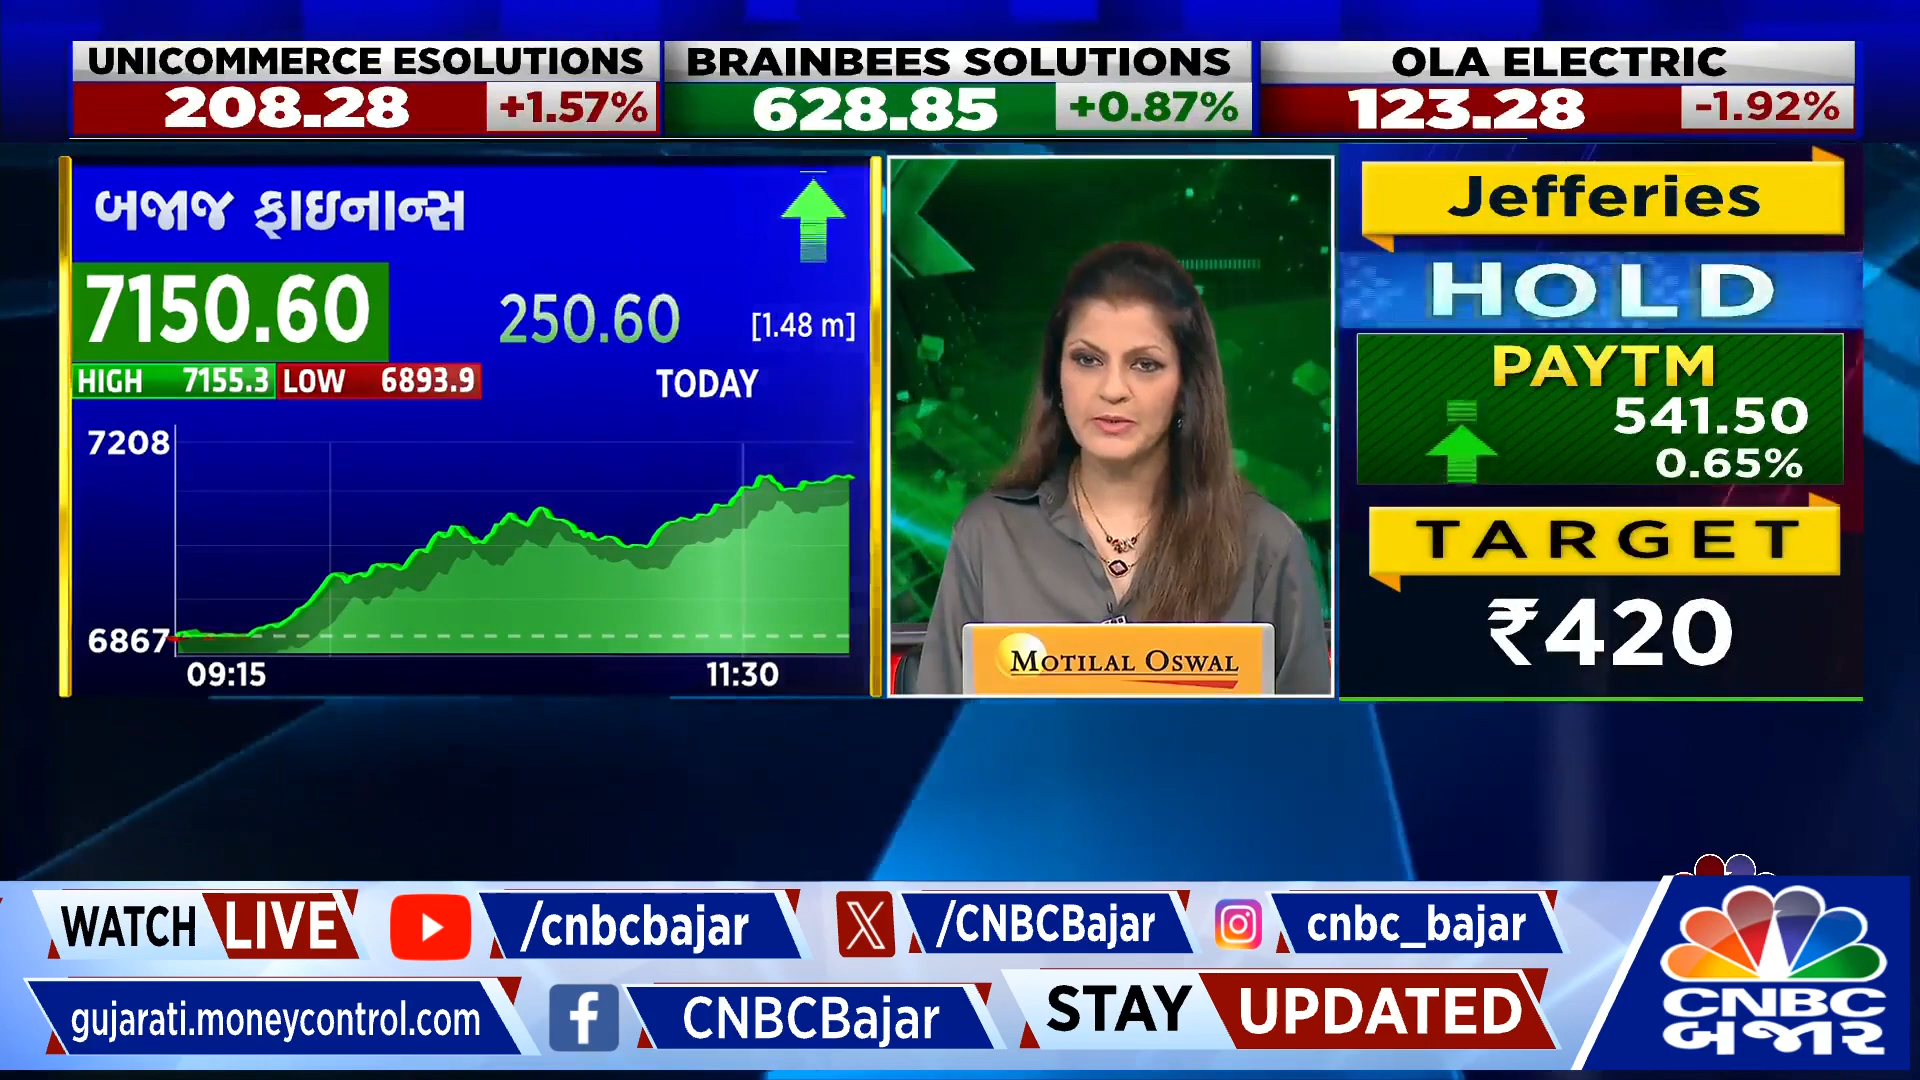 UNICOMMERCE ESOLUTIONS
208.28 +1.57%
BRAINBEES SOLUTIONS
628.85 +0.87%
OLA ELECTRIC
123.28 -1.92%
બજાજ ફાઇનાન્સ
7150.60 250.60 [1.48 m]
HIGH 7155.3 LOW 6893.9 TODAY
7208
6867
09:15 11:30
MOTILAL OSWAL
Jefferies
HOLD
PAYTM
541.50
0.65%
TARGET
₹420
WATCH LIVE /cnbcbajar /CNBCBajar cnbc_bajar
gujarati.moneycontrol.com CNBCBajar STAY UPDATED
CNBC
બજાર